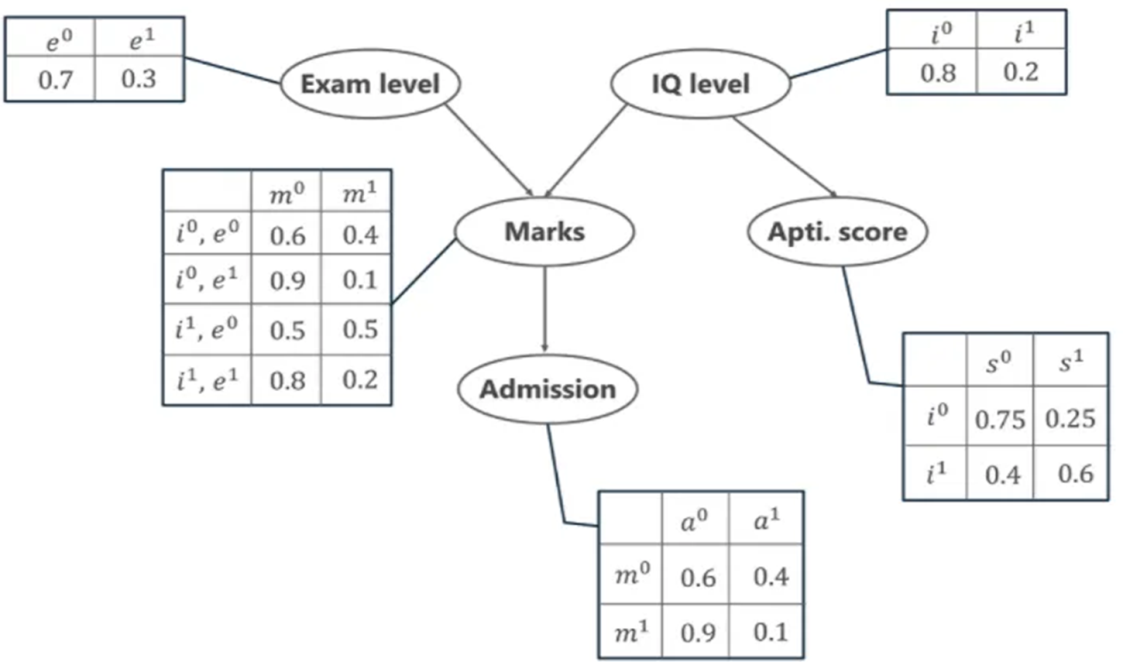 e⁰ e¹
0.7 0.3
Exam level
IQ level
i⁰ i¹
0.8 0.2
m⁰ m¹
i⁰, e⁰ 0.6 0.4
i⁰, e¹ 0.9 0.1
i¹, e⁰ 0.5 0.5
i¹, e¹ 0.8 0.2
Marks
Apti. score
Admission
s⁰ s¹
i⁰ 0.75 0.25
i¹ 0.4 0.6
a⁰ a¹
m⁰ 0.6 0.4
m¹ 0.9 0.1